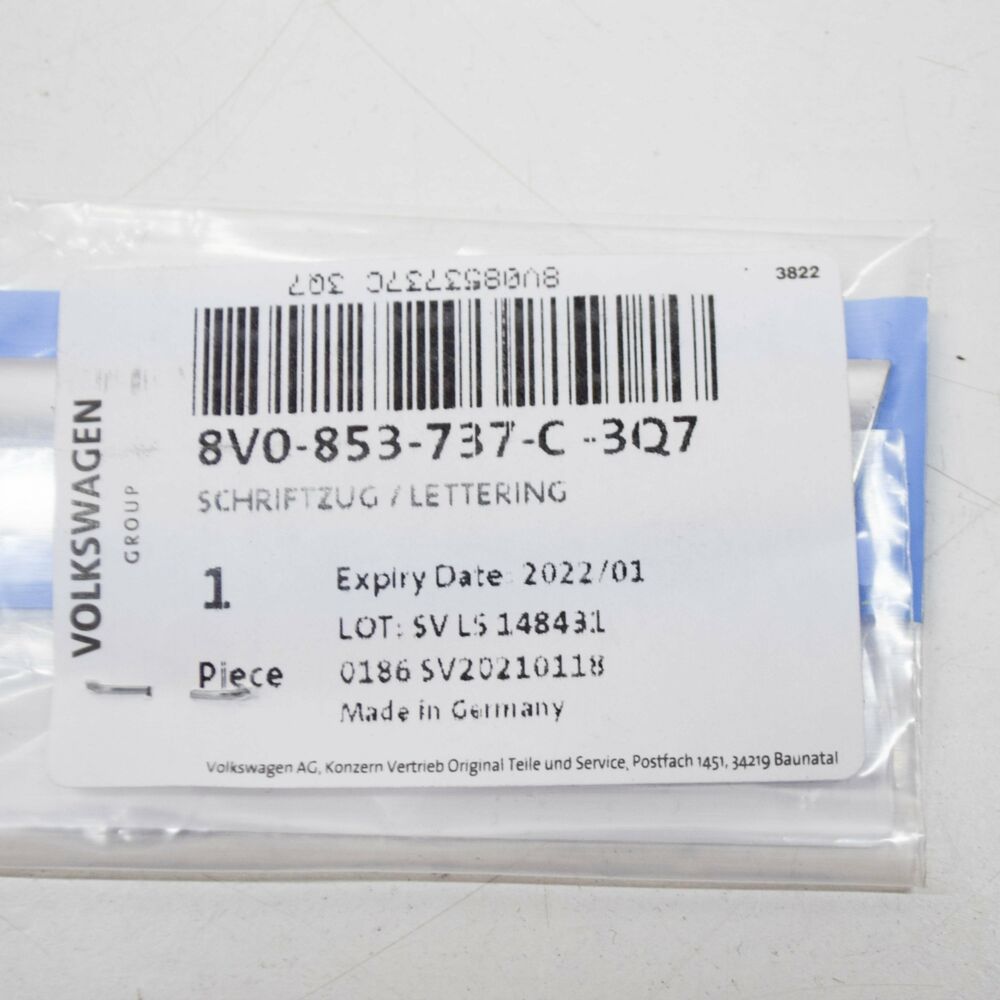 8V0853737C 3Q7
3822
8V0-853-737-C -3Q7
SCHRIFTZUG / LETTERING
VOLKSWAGEN
GROUP
1
Piece
Expiry Date: 2022/01
LOT: SV LS 148431
0186 SV20210118
Made in Germany
Volkswagen AG, Konzern Vertrieb Original Teile und Service, Postfach 1451, 34219 Baunatal